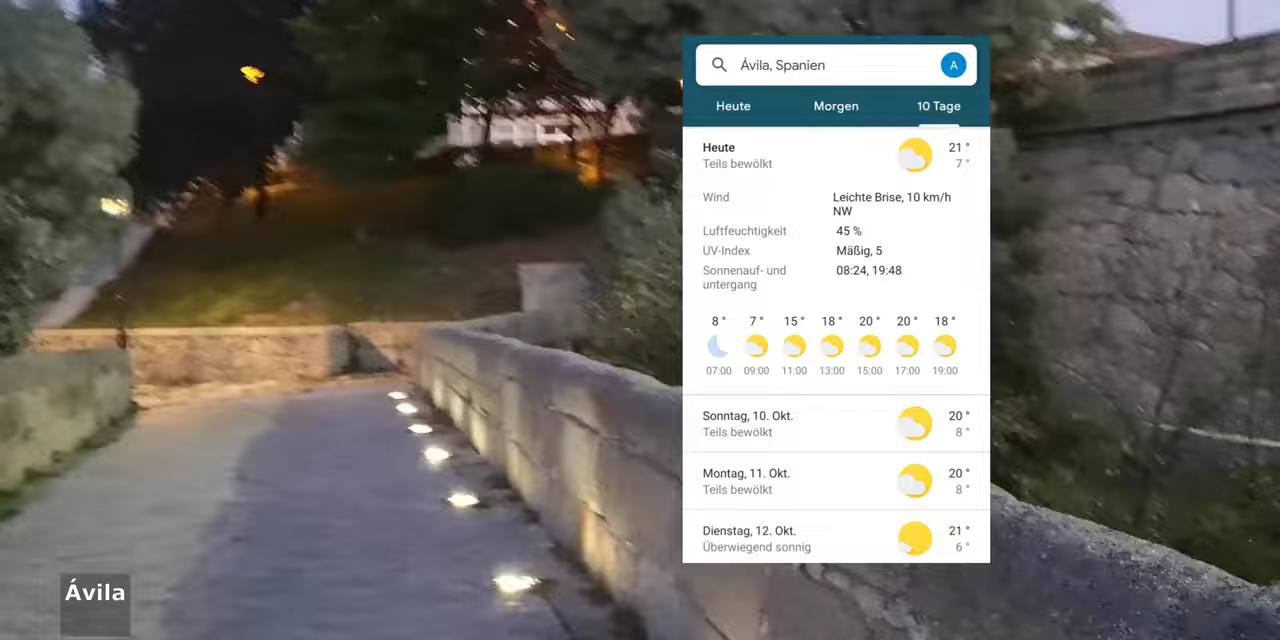 Ávila, Spanien
A
Heute Morgen 10 Tage
Heute
Teils bewölkt
21 °
7 °
Wind
Leichte Brise, 10 km/h
NW
Luftfeuchtigkeit
45 %
UV-Index
Mäßig, 5
Sonnenauf- und
untergang
08:24, 19:48
8 ° 7 ° 15 ° 18 ° 20 ° 20 ° 18 °
07:00 09:00 11:00 13:00 15:00 17:00 19:00
Sonntag, 10. Okt.
Teils bewölkt
20 °
8 °
Montag, 11. Okt.
Teils bewölkt
20 °
8 °
Dienstag, 12. Okt.
Überwiegend sonnig
21 °
6 °
Ávila